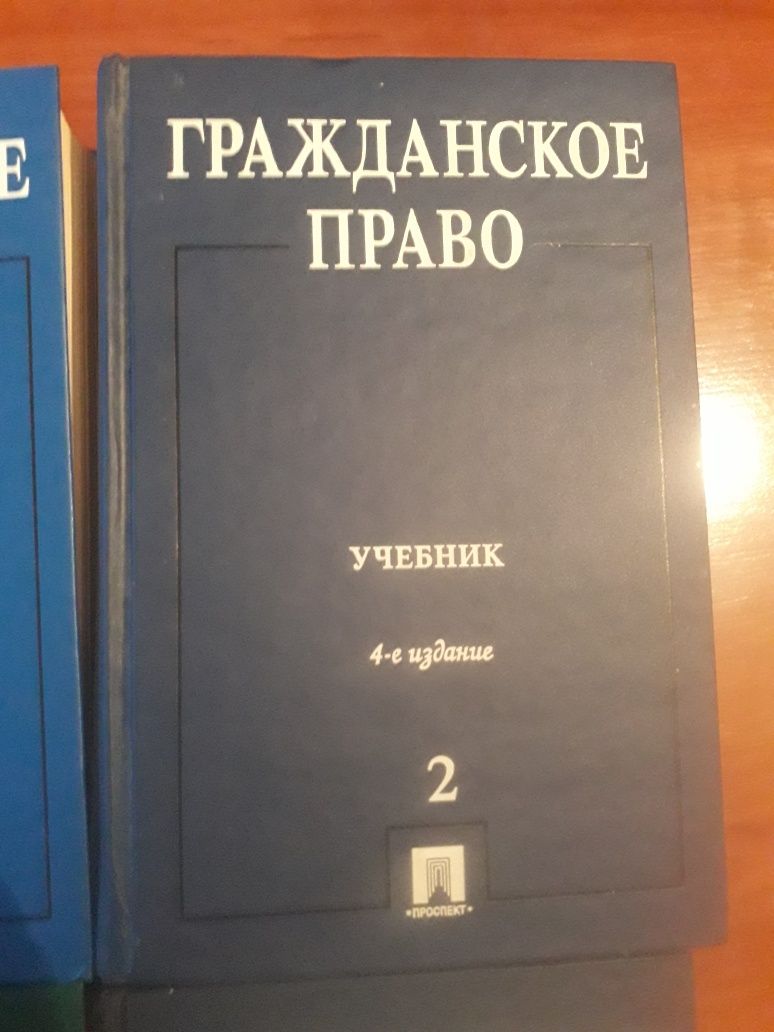 ГРАЖДАНСКОЕ
ПРАВО
УЧЕБНИК
4-е издание
2
•ПРОСПЕКТ•
Е